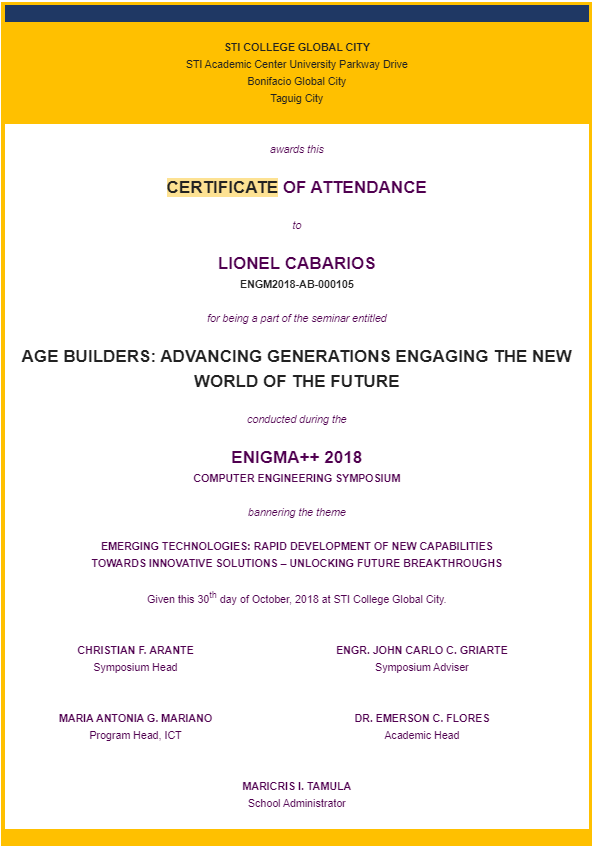 STI COLLEGE GLOBAL CITY
STI Academic Center University Parkway Drive
Bonifacio Global City
Taguig City
awards this
CERTIFICATE OF ATTENDANCE
to
LIONEL CABARIOS
ENGM2018-AB-000105
for being a part of the seminar entitled
AGE BUILDERS: ADVANCING GENERATIONS ENGAGING THE NEW
WORLD OF THE FUTURE
conducted during the
ENIGMA++ 2018
COMPUTER ENGINEERING SYMPOSIUM
bannering the theme
EMERGING TECHNOLOGIES: RAPID DEVELOPMENT OF NEW CAPABILITIES
TOWARDS INNOVATIVE SOLUTIONS – UNLOCKING FUTURE BREAKTHROUGHS
Given this 30th day of October, 2018 at STI College Global City.
CHRISTIAN F. ARANTE
Symposium Head
ENGR. JOHN CARLO C. GRIARTE
Symposium Adviser
MARIA ANTONIA G. MARIANO
Program Head, ICT
DR. EMERSON C. FLORES
Academic Head
MARICRIS I. TAMULA
School Administrator